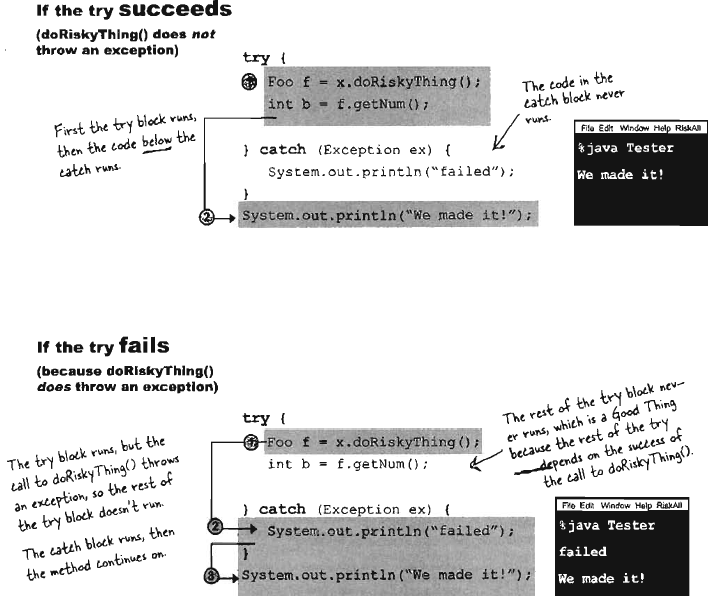 If the try succeeds
(doRiskyThing() does not
throw an exception)
try {
1 Foo f = x.doRiskyThing();
int b = f.getNum();
The code in the
catch block never
runs.
First the try block runs,
then the code below the
catch runs.
} catch (Exception ex) {
System.out.println("failed");
}
2 System.out.println("We made it!");
File Edit Window Help RiskAll
%java Tester
We made it!
If the try fails
(because doRiskyThing()
does throw an exception)
try {
1 Foo f = x.doRiskyThing();
int b = f.getNum();
The rest of the try block nev-
er runs, which is a Good Thing
because the rest of the try
depends on the success of
the call to doRiskyThing().
The try block runs, but the
call to doRiskyThing() throws
an exception, so the rest of
the try block doesn't run.
The catch block runs, then
the method continues on.
} catch (Exception ex) {
2 System.out.println("failed");
}
3 System.out.println("We made it!");
File Edit Window Help RiskAll
%java Tester
failed
We made it!